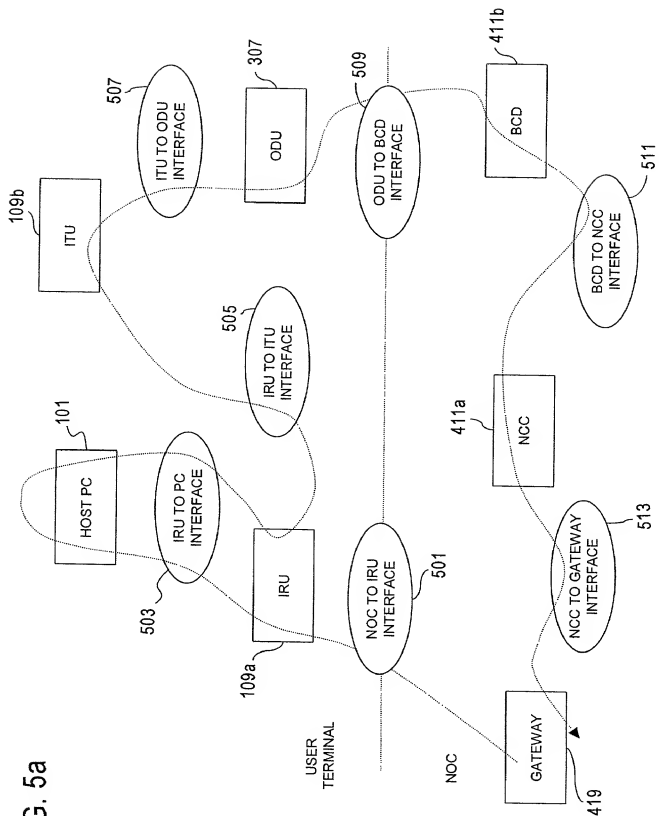 G. 5a
USER
TERMINAL
NOC
HOST PC
101
IRU TO PC
INTERFACE
503
IRU
109a
NOC TO IRU
INTERFACE
501
GATEWAY
419
ITU
109b
IRU TO ITU
INTERFACE
505
ITU TO ODU
INTERFACE
507
ODU
307
ODU TO BCD
INTERFACE
509
BCD
411b
BCD TO NCC
INTERFACE
511
NCC
411a
NCC TO GATEWAY
INTERFACE
513